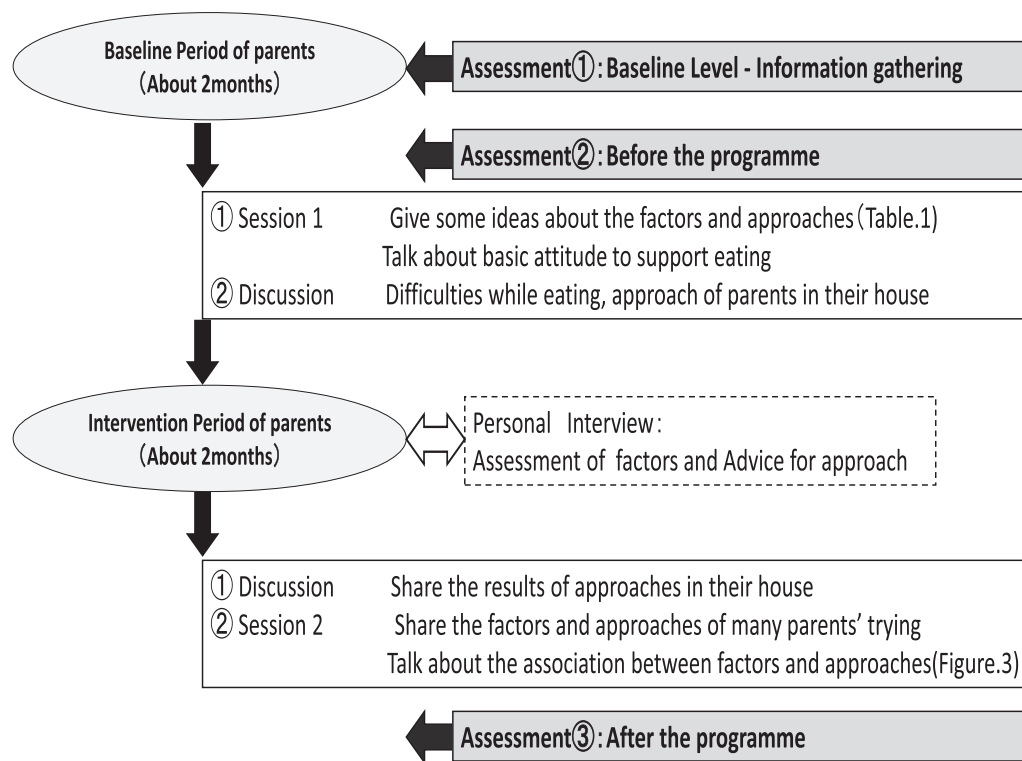 Baseline Period of parents
(About 2months)
Assessment①:Baseline Level - Information gathering
Assessment②:Before the programme
① Session 1 Give some ideas about the factors and approaches(Table.1)
Talk about basic attitude to support eating
② Discussion Difficulties while eating, approach of parents in their house
Intervention Period of parents
(About 2months)
Personal Interview:
Assessment of factors and Advice for approach
① Discussion Share the results of approaches in their house
② Session 2 Share the factors and approaches of many parents' trying
Talk about the association between factors and approaches(Figure.3)
Assessment③:After the programme